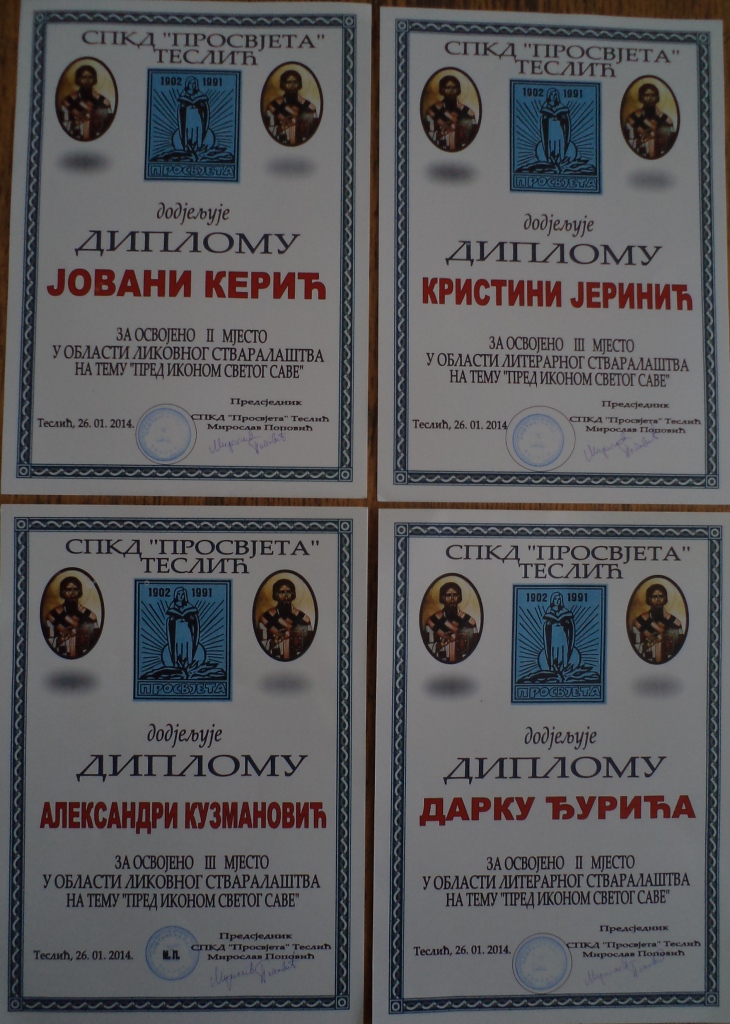 СПКД "ПРОСВЈЕТА"
ТЕСЛИЋ
1902 1991
ПРОСВЈЕТА
додјељује
ДИПЛОМУ
ЈОВАНИ КЕРИЋ
ЗА ОСВОЈЕНО II МЈЕСТО
У ОБЛАСТИ ЛИКОВНОГ СТВАРАЛАШТВА
НА ТЕМУ "ПРЕД ИКОНОМ СВЕТОГ САВЕ"
Предсједник
СПКД "Просвјета" Теслић
Теслић, 26. 01. 2014.
Мирослав Поповић
СПКД "ПРОСВЈЕТА"
ТЕСЛИЋ
1902 1991
ПРОСВЈЕТА
додјељује
ДИПЛОМУ
КРИСТИНИ ЈЕРИНИЋ
ЗА ОСВОЈЕНО III МЈЕСТО
У ОБЛАСТИ ЛИТЕРАРНОГ СТВАРАЛАШТВА
НА ТЕМУ "ПРЕД ИКОНОМ СВЕТОГ САВЕ"
Предсједник
СПКД "Просвјета" Теслић
Теслић, 26. 01. 2014
Мирослав Поповић
СПКД "ПРОСВЈЕТА"
ТЕСЛИЋ
1902 1991
ПРОСВЈЕТА
додјељује
ДИПЛОМУ
АЛЕКСАНДРИ КУЗМАНОВИЋ
ЗА ОСВОЈЕНО III МЈЕСТО
У ОБЛАСТИ ЛИКОВНОГ СТВАРАЛАШТВА
НА ТЕМУ "ПРЕД ИКОНОМ СВЕТОГ САВЕ"
Предсједник
СПКД "Просвјета" Теслић
Теслић, 26. 01. 2014.
М. П.
Мирослав Поповић
СПКД "ПРОСВЈЕТА"
ТЕСЛИЋ
1902 1991
ПРОСВЈЕТА
додјељује
ДИПЛОМУ
ДАРКУ ЂУРИЋА
ЗА ОСВОЈЕНО II МЈЕСТО
У ОБЛАСТИ ЛИТЕРАРНОГ СТВАРАЛАШТВА
НА ТЕМУ "ПРЕД ИКОНОМ СВЕТОГ САВЕ"
Предсједник
СПКД "Просвјета" Теслић
Теслић, 26. 01. 2014.
Мирослав Поповић